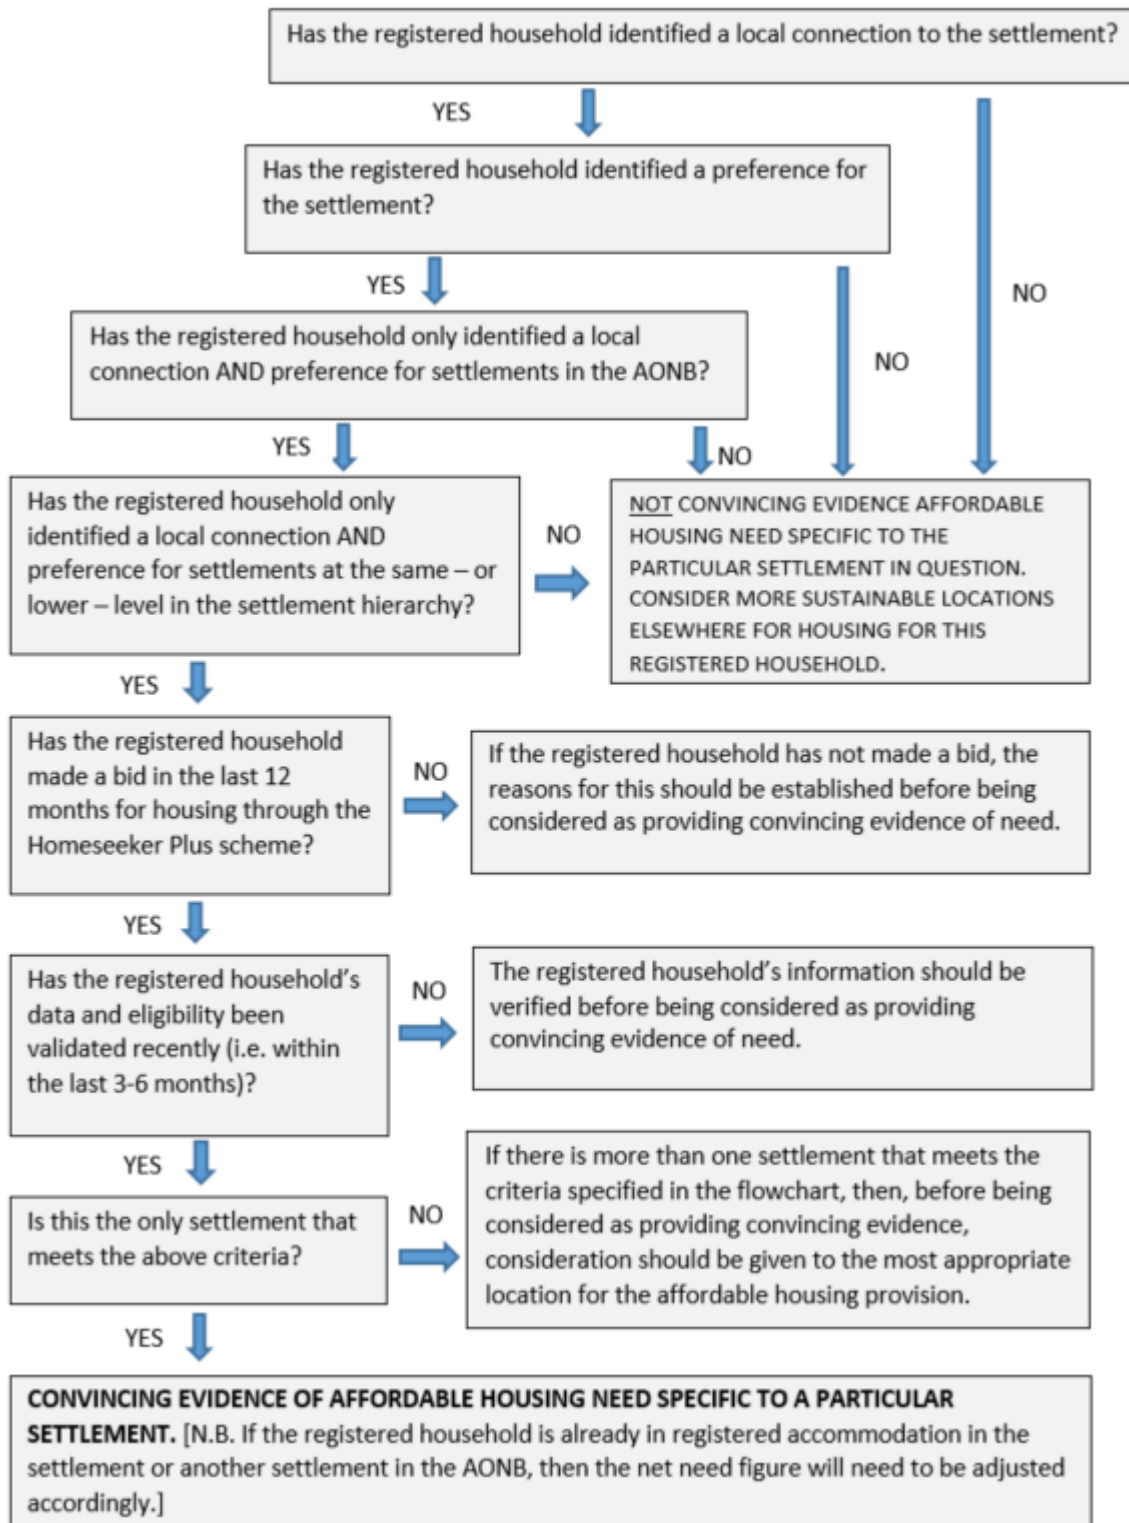 Has the registered household identified a local connection to the settlement?
YES
Has the registered household identified a preference for
the settlement?
YES
NO
Has the registered household only identified a local
connection AND preference for settlements in the AONB?
NO
YES
NO
Has the registered household only
identified a local connection AND
preference for settlements at the same – or
lower – level in the settlement hierarchy?
NO
NOT CONVINCING EVIDENCE AFFORDABLE
HOUSING NEED SPECIFIC TO THE
PARTICULAR SETTLEMENT IN QUESTION.
CONSIDER MORE SUSTAINABLE LOCATIONS
ELSEWHERE FOR HOUSING FOR THIS
REGISTERED HOUSEHOLD.
YES
Has the registered household
made a bid in the last 12
months for housing through the
Homeseeker Plus scheme?
NO
If the registered household has not made a bid, the
reasons for this should be established before being
considered as providing convincing evidence of need.
YES
Has the registered household’s
data and eligibility been
validated recently (i.e. within
the last 3-6 months)?
NO
The registered household’s information should be
verified before being considered as providing
convincing evidence of need.
YES
Is this the only settlement that
meets the above criteria?
NO
If there is more than one settlement that meets the
criteria specified in the flowchart, then, before being
considered as providing convincing evidence,
consideration should be given to the most appropriate
location for the affordable housing provision.
YES
CONVINCING EVIDENCE OF AFFORDABLE HOUSING NEED SPECIFIC TO A PARTICULAR
SETTLEMENT. [N.B. If the registered household is already in registered accommodation in the
settlement or another settlement in the AONB, then the net need figure will need to be adjusted
accordingly.]